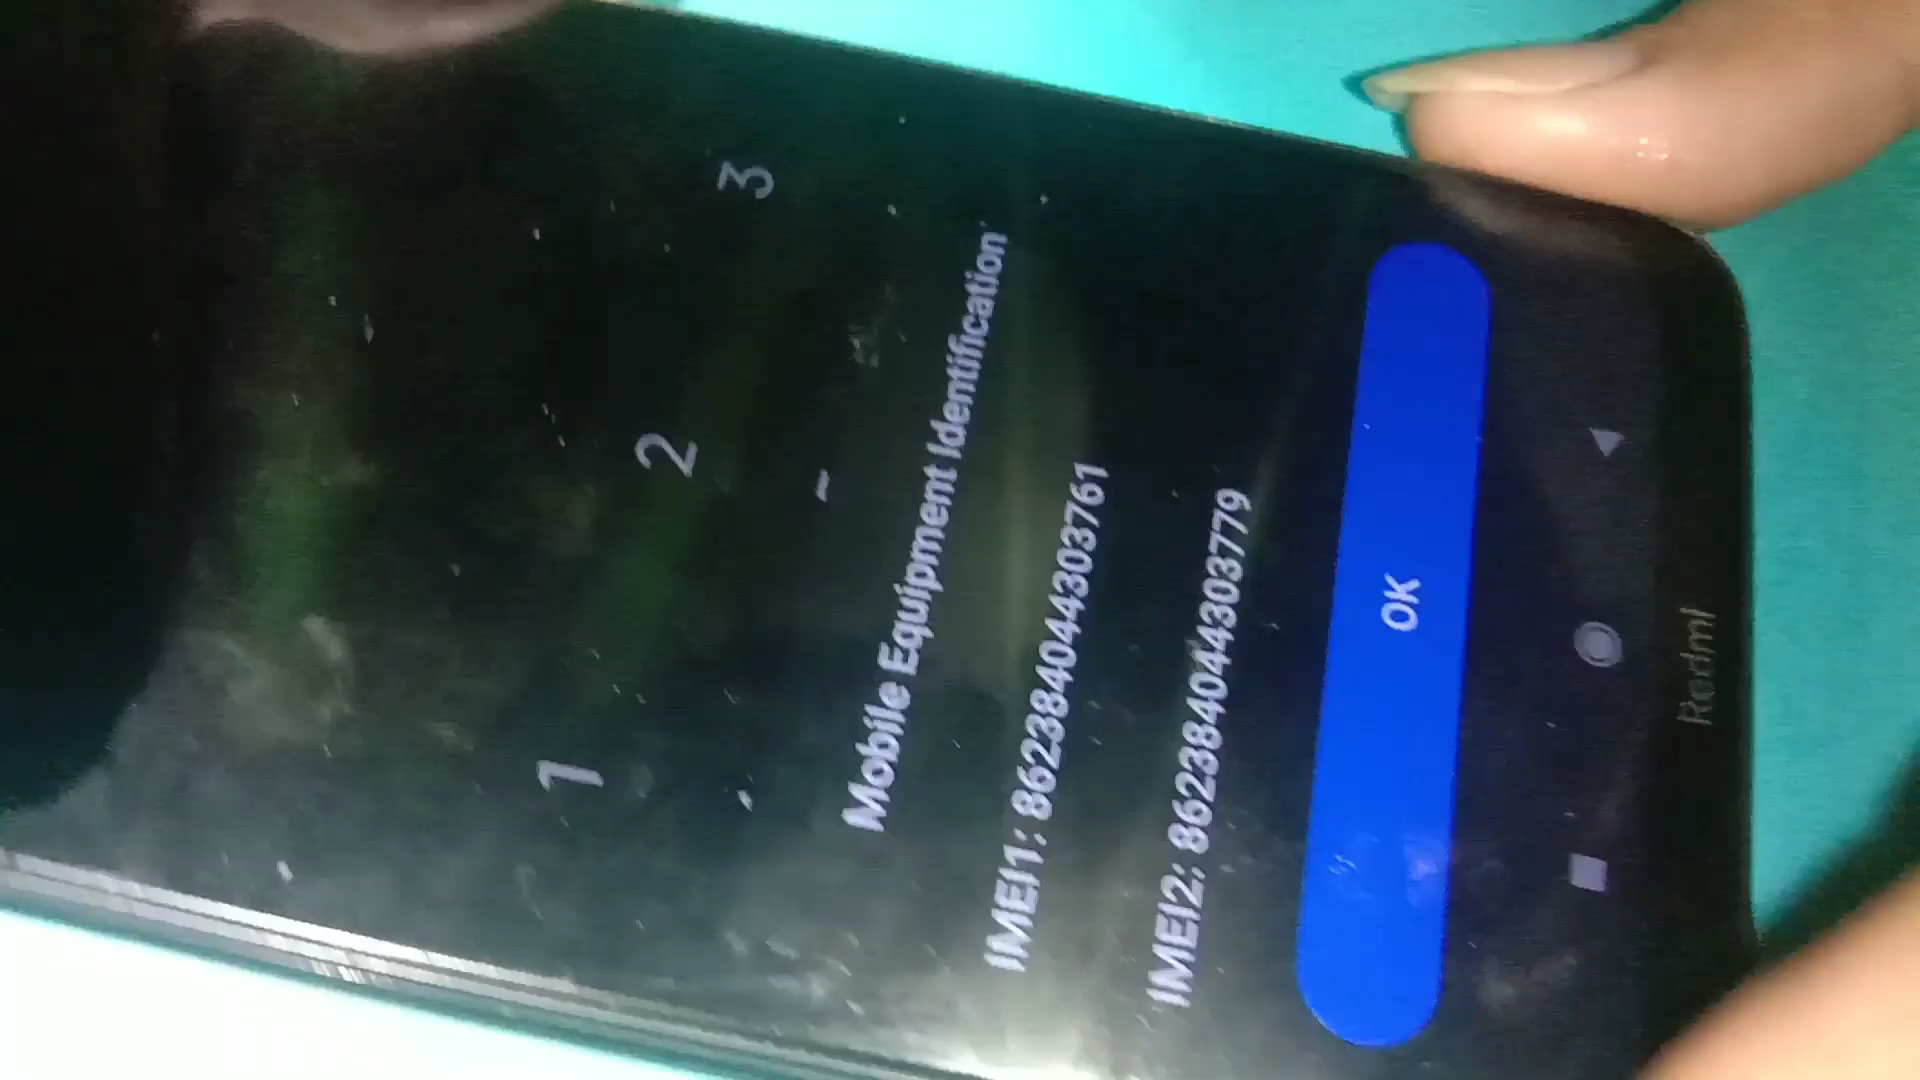 1 2 3
Mobile Equipment Identification
IMEI1: 862384044303761
IMEI2: 862384044303779
OK
Redmi